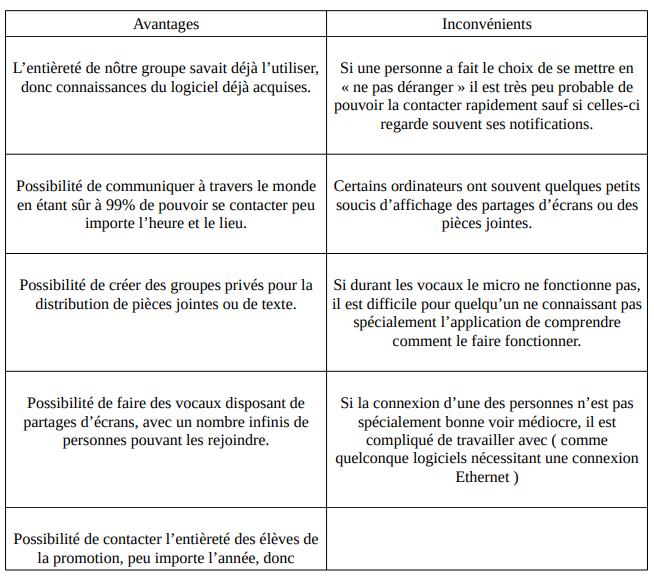 Avantages
Inconvénients
L’entièreté de nôtre groupe savait déjà l’utiliser,
donc connaissances du logiciel déjà acquises.
Si une personne a fait le choix de se mettre en
« ne pas déranger » il est très peu probable de
pouvoir la contacter rapidement sauf si celles-ci
regarde souvent ses notifications.
Possibilité de communiquer à travers le monde
en étant sûr à 99% de pouvoir se contacter peu
importe l’heure et le lieu.
Certains ordinateurs ont souvent quelques petits
soucis d’affichage des partages d’écrans ou des
pièces jointes.
Possibilité de créer des groupes privés pour la
distribution de pièces jointes ou de texte.
Si durant les vocaux le micro ne fonctionne pas,
il est difficile pour quelqu’un ne connaissant pas
spécialement l’application de comprendre
comment le faire fonctionner.
Possibilité de faire des vocaux disposant de
partages d’écrans, avec un nombre infinis de
personnes pouvant les rejoindre.
Si la connexion d’une des personnes n’est pas
spécialement bonne voir médiocre, il est
compliqué de travailler avec ( comme
quelconque logiciels nécessitant une connexion
Ethernet )
Possibilité de contacter l’entièreté des élèves de
la promotion, peu importe l’année, donc